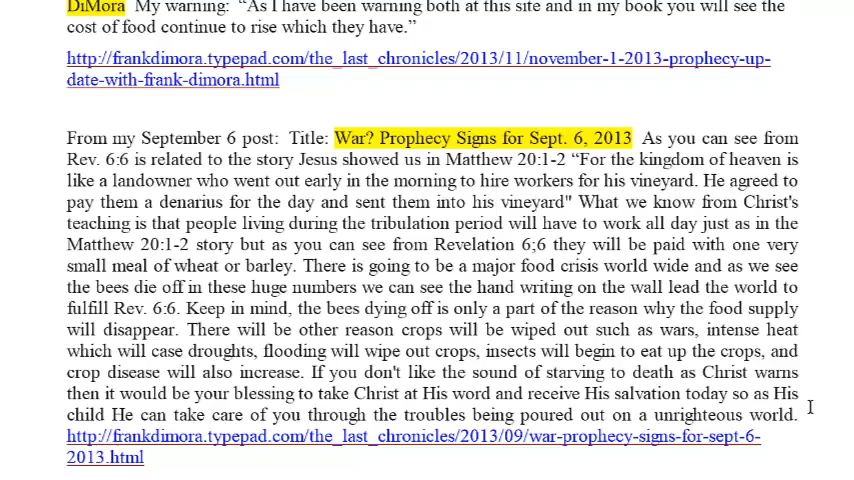 DiMora My warning: “As I have been warning both at this site and in my book you will see the
cost of food continue to rise which they have.”
http://frankdimora.typepad.com/the_last_chronicles/2013/11/november-1-2013-prophecy-up-
date-with-frank-dimora.html
From my September 6 post: Title: War? Prophecy Signs for Sept. 6, 2013 As you can see from
Rev. 6:6 is related to the story Jesus showed us in Matthew 20:1-2 “For the kingdom of heaven is
like a landowner who went out early in the morning to hire workers for his vineyard. He agreed to
pay them a denarius for the day and sent them into his vineyard" What we know from Christ's
teaching is that people living during the tribulation period will have to work all day just as in the
Matthew 20:1-2 story but as you can see from Revelation 6;6 they will be paid with one very
small meal of wheat or barley. There is going to be a major food crisis world wide and as we see
the bees die off in these huge numbers we can see the hand writing on the wall lead the world to
fulfill Rev. 6:6. Keep in mind, the bees dying off is only a part of the reason why the food supply
will disappear. There will be other reason crops will be wiped out such as wars, intense heat
which will case droughts, flooding will wipe out crops, insects will begin to eat up the crops, and
crop disease will also increase. If you don't like the sound of starving to death as Christ warns
then it would be your blessing to take Christ at His word and receive His salvation today so as His
child He can take care of you through the troubles being poured out on a unrighteous world.
http://frankdimora.typepad.com/the_last_chronicles/2013/09/war-prophecy-signs-for-sept-6-
2013.html